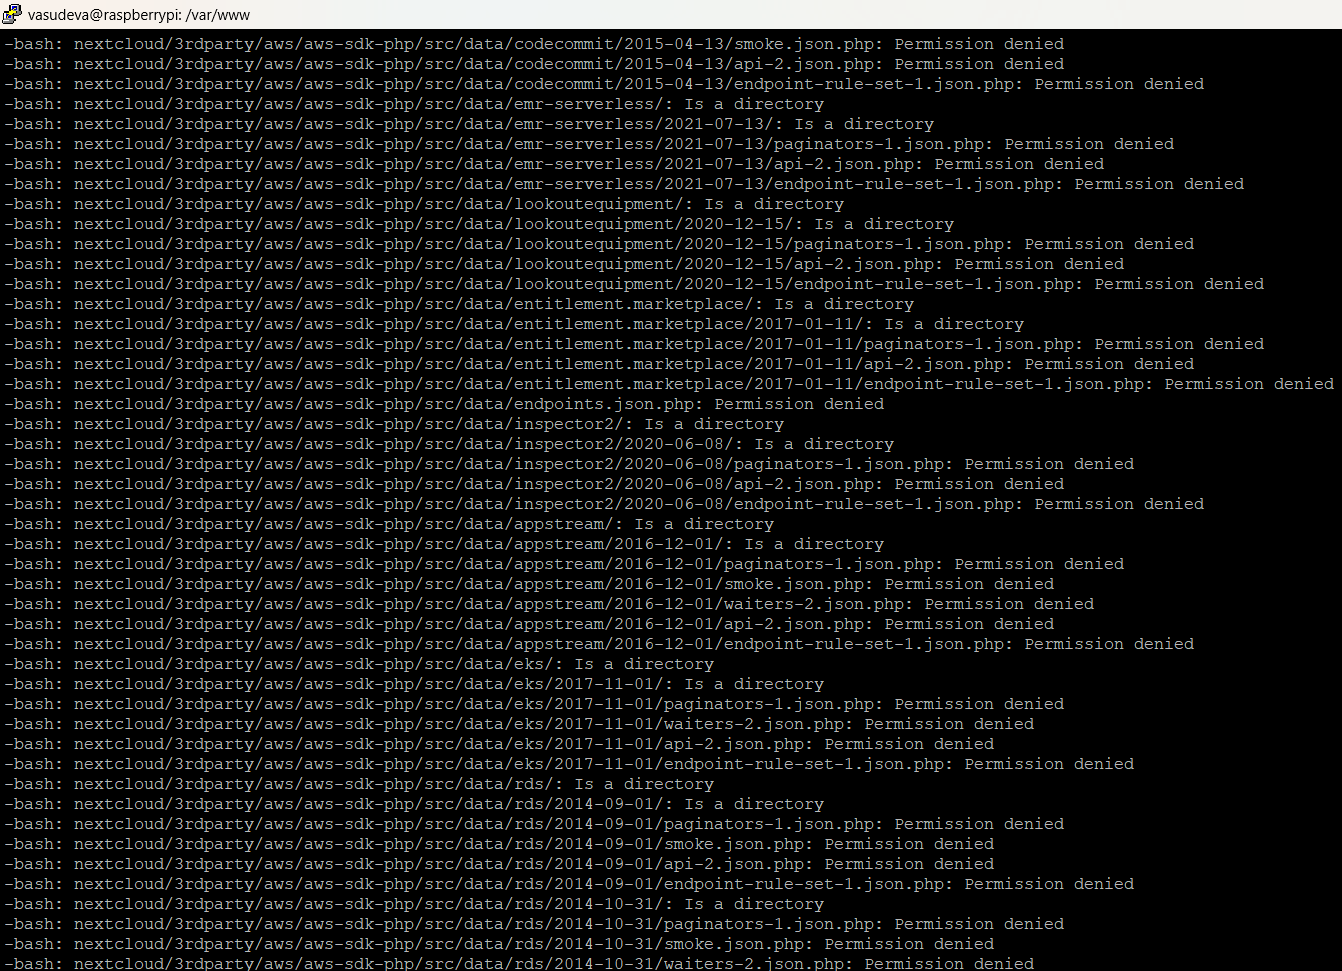 vasudeva@raspberrypi: /var/www
-bash: nextcloud/3rdparty/aws/aws-sdk-php/src/data/codecommit/2015-04-13/smoke.json.php: Permission denied
-bash: nextcloud/3rdparty/aws/aws-sdk-php/src/data/codecommit/2015-04-13/api-2.json.php: Permission denied
-bash: nextcloud/3rdparty/aws/aws-sdk-php/src/data/codecommit/2015-04-13/endpoint-rule-set-1.json.php: Permission denied
-bash: nextcloud/3rdparty/aws/aws-sdk-php/src/data/emr-serverless/: Is a directory
-bash: nextcloud/3rdparty/aws/aws-sdk-php/src/data/emr-serverless/2021-07-13/: Is a directory
-bash: nextcloud/3rdparty/aws/aws-sdk-php/src/data/emr-serverless/2021-07-13/paginators-1.json.php: Permission denied
-bash: nextcloud/3rdparty/aws/aws-sdk-php/src/data/emr-serverless/2021-07-13/api-2.json.php: Permission denied
-bash: nextcloud/3rdparty/aws/aws-sdk-php/src/data/emr-serverless/2021-07-13/endpoint-rule-set-1.json.php: Permission denied
-bash: nextcloud/3rdparty/aws/aws-sdk-php/src/data/lookoutequipment/: Is a directory
-bash: nextcloud/3rdparty/aws/aws-sdk-php/src/data/lookoutequipment/2020-12-15/: Is a directory
-bash: nextcloud/3rdparty/aws/aws-sdk-php/src/data/lookoutequipment/2020-12-15/paginators-1.json.php: Permission denied
-bash: nextcloud/3rdparty/aws/aws-sdk-php/src/data/lookoutequipment/2020-12-15/api-2.json.php: Permission denied
-bash: nextcloud/3rdparty/aws/aws-sdk-php/src/data/lookoutequipment/2020-12-15/endpoint-rule-set-1.json.php: Permission denied
-bash: nextcloud/3rdparty/aws/aws-sdk-php/src/data/entitlement.marketplace/: Is a directory
-bash: nextcloud/3rdparty/aws/aws-sdk-php/src/data/entitlement.marketplace/2017-01-11/: Is a directory
-bash: nextcloud/3rdparty/aws/aws-sdk-php/src/data/entitlement.marketplace/2017-01-11/paginators-1.json.php: Permission denied
-bash: nextcloud/3rdparty/aws/aws-sdk-php/src/data/entitlement.marketplace/2017-01-11/api-2.json.php: Permission denied
-bash: nextcloud/3rdparty/aws/aws-sdk-php/src/data/entitlement.marketplace/2017-01-11/endpoint-rule-set-1.json.php: Permission denied
-bash: nextcloud/3rdparty/aws/aws-sdk-php/src/data/endpoints.json.php: Permission denied
-bash: nextcloud/3rdparty/aws/aws-sdk-php/src/data/inspector2/: Is a directory
-bash: nextcloud/3rdparty/aws/aws-sdk-php/src/data/inspector2/2020-06-08/: Is a directory
-bash: nextcloud/3rdparty/aws/aws-sdk-php/src/data/inspector2/2020-06-08/paginators-1.json.php: Permission denied
-bash: nextcloud/3rdparty/aws/aws-sdk-php/src/data/inspector2/2020-06-08/api-2.json.php: Permission denied
-bash: nextcloud/3rdparty/aws/aws-sdk-php/src/data/inspector2/2020-06-08/endpoint-rule-set-1.json.php: Permission denied
-bash: nextcloud/3rdparty/aws/aws-sdk-php/src/data/appstream/: Is a directory
-bash: nextcloud/3rdparty/aws/aws-sdk-php/src/data/appstream/2016-12-01/: Is a directory
-bash: nextcloud/3rdparty/aws/aws-sdk-php/src/data/appstream/2016-12-01/paginators-1.json.php: Permission denied
-bash: nextcloud/3rdparty/aws/aws-sdk-php/src/data/appstream/2016-12-01/smoke.json.php: Permission denied
-bash: nextcloud/3rdparty/aws/aws-sdk-php/src/data/appstream/2016-12-01/waiters-2.json.php: Permission denied
-bash: nextcloud/3rdparty/aws/aws-sdk-php/src/data/appstream/2016-12-01/api-2.json.php: Permission denied
-bash: nextcloud/3rdparty/aws/aws-sdk-php/src/data/appstream/2016-12-01/endpoint-rule-set-1.json.php: Permission denied
-bash: nextcloud/3rdparty/aws/aws-sdk-php/src/data/eks/: Is a directory
-bash: nextcloud/3rdparty/aws/aws-sdk-php/src/data/eks/2017-11-01/: Is a directory
-bash: nextcloud/3rdparty/aws/aws-sdk-php/src/data/eks/2017-11-01/paginators-1.json.php: Permission denied
-bash: nextcloud/3rdparty/aws/aws-sdk-php/src/data/eks/2017-11-01/waiters-2.json.php: Permission denied
-bash: nextcloud/3rdparty/aws/aws-sdk-php/src/data/eks/2017-11-01/api-2.json.php: Permission denied
-bash: nextcloud/3rdparty/aws/aws-sdk-php/src/data/eks/2017-11-01/endpoint-rule-set-1.json.php: Permission denied
-bash: nextcloud/3rdparty/aws/aws-sdk-php/src/data/rds/: Is a directory
-bash: nextcloud/3rdparty/aws/aws-sdk-php/src/data/rds/2014-09-01/: Is a directory
-bash: nextcloud/3rdparty/aws/aws-sdk-php/src/data/rds/2014-09-01/paginators-1.json.php: Permission denied
-bash: nextcloud/3rdparty/aws/aws-sdk-php/src/data/rds/2014-09-01/smoke.json.php: Permission denied
-bash: nextcloud/3rdparty/aws/aws-sdk-php/src/data/rds/2014-09-01/api-2.json.php: Permission denied
-bash: nextcloud/3rdparty/aws/aws-sdk-php/src/data/rds/2014-09-01/endpoint-rule-set-1.json.php: Permission denied
-bash: nextcloud/3rdparty/aws/aws-sdk-php/src/data/rds/2014-10-31/: Is a directory
-bash: nextcloud/3rdparty/aws/aws-sdk-php/src/data/rds/2014-10-31/paginators-1.json.php: Permission denied
-bash: nextcloud/3rdparty/aws/aws-sdk-php/src/data/rds/2014-10-31/smoke.json.php: Permission denied
-bash: nextcloud/3rdparty/aws/aws-sdk-php/src/data/rds/2014-10-31/waiters-2.json.php: Permission denied